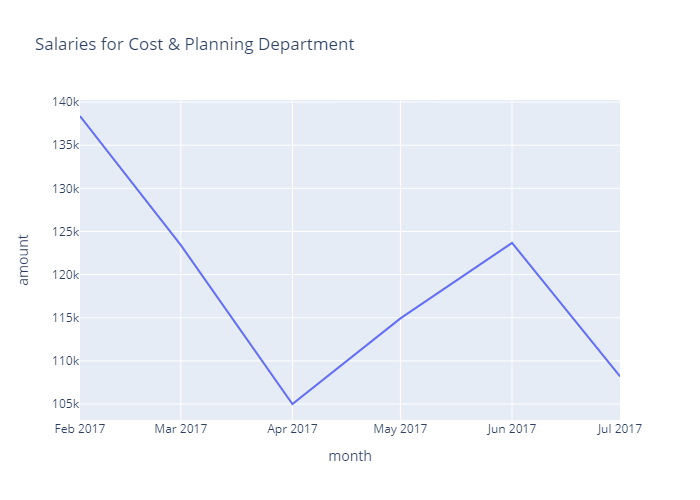 Salaries for Cost & Planning Department
140k
135k
130k
125k
120k
115k
110k
105k
amount
Feb 2017 Mar 2017 Apr 2017 May 2017 Jun 2017 Jul 2017
month